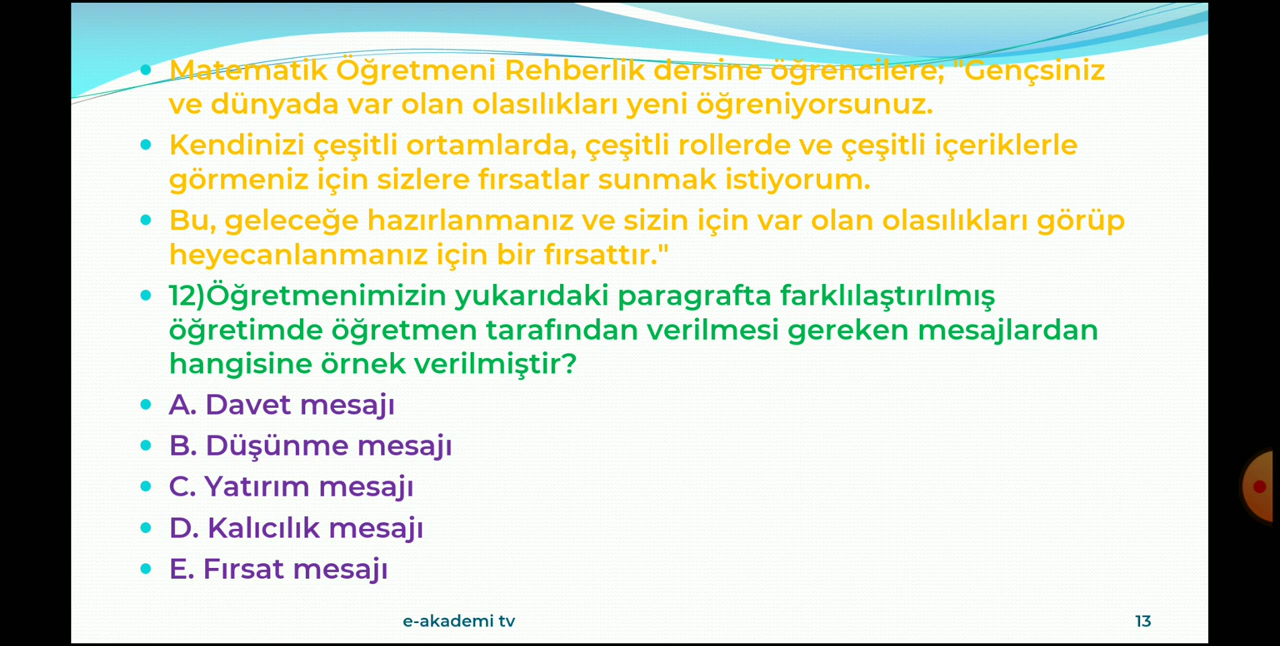 Matematik Öğretmeni Rehberlik dersine öğrencilere; "Gençsiniz
ve dünyada var olan olasılıkları yeni öğreniyorsunuz.
Kendinizi çeşitli ortamlarda, çeşitli rollerde ve çeşitli içeriklerle
görmeniz için sizlere fırsatlar sunmak istiyorum.
Bu, geleceğe hazırlanmanız ve sizin için var olan olasılıkları görüp
heyecanlanmanız için bir fırsattır."
12)Öğretmenimizin yukarıdaki paragrafta farklılaştırılmış
öğretimde öğretmen tarafından verilmesi gereken mesajlardan
hangisine örnek verilmiştir?
A. Davet mesajı
B. Düşünme mesajı
C. Yatırım mesajı
D. Kalıcılık mesajı
E. Fırsat mesajı
e-akademi tv
13